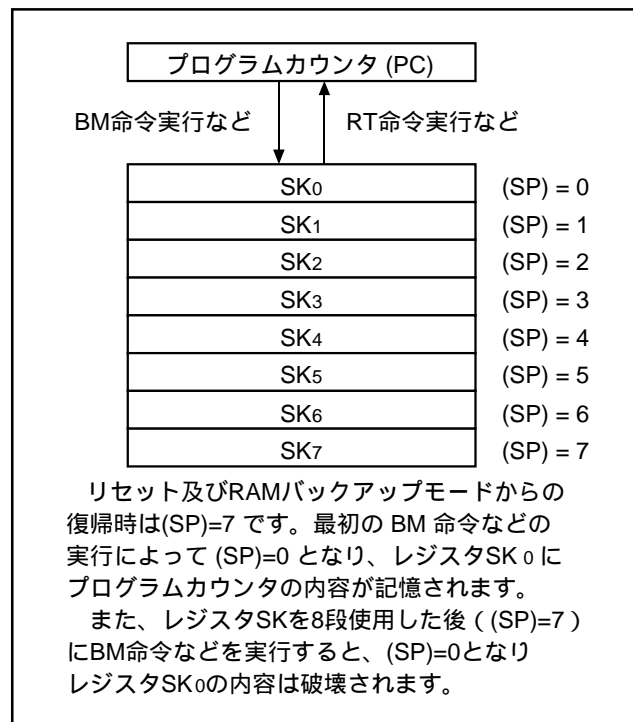 プログラムカウンタ (PC)
BM命令実行など RT命令実行など
SK0 (SP) = 0
SK1 (SP) = 1
SK2 (SP) = 2
SK3 (SP) = 3
SK4 (SP) = 4
SK5 (SP) = 5
SK6 (SP) = 6
SK7 (SP) = 7
リセット及びRAMバックアップモードからの
復帰時は(SP)=7 です。最初の BM 命令などの
実行によって (SP)=0 となり、レジスタSK 0 に
プログラムカウンタの内容が記憶されます。
また、レジスタSKを8段使用した後（(SP)=7）
にBM命令などを実行すると、(SP)=0となり
レジスタSK0の内容は破壊されます。